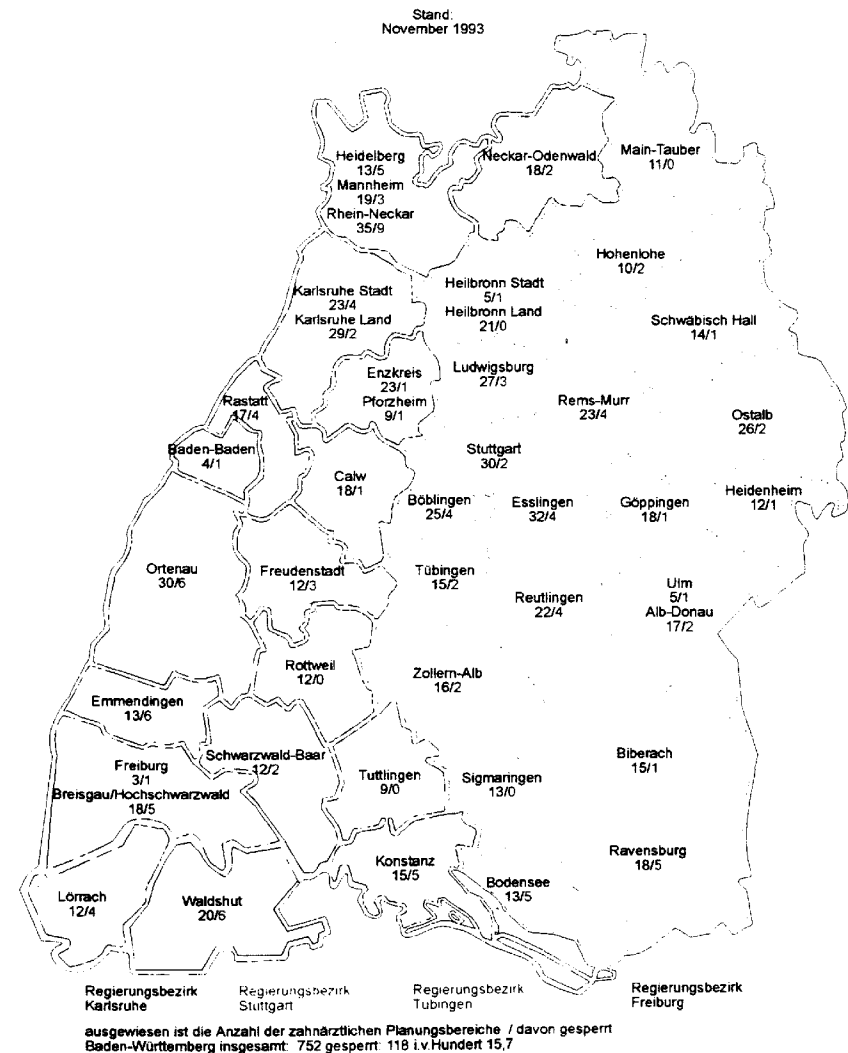 Stand:
November 1993
Heidelberg
13/5
Mannheim
19/3
Rhein-Neckar
35/9
Neckar-Odenwald
18/2
Main-Tauber
11/0
Hohenlohe
10/2
Karlsruhe Stadt
23/4
Karlsruhe Land
29/2
Heilbronn Stadt
5/1
Heilbronn Land
21/0
Schwäbisch Hall
14/1
Enzkreis
23/1
Pforzheim
9/1
Ludwigsburg
27/3
Rems-Murr
23/4
Ostalb
26/2
Rastatt
17/4
Baden-Baden
4/1
Calw
18/1
Stuttgart
30/2
Böblingen
25/4
Esslingen
32/4
Göppingen
18/1
Heidenheim
12/1
Ortenau
30/6
Freudenstadt
12/3
Tübingen
15/2
Reutlingen
22/4
Ulm
5/1
Alb-Donau
17/2
Rottweil
12/0
Zollern-Alb
16/2
Emmendingen
13/6
Freiburg
3/1
Breisgau/Hochschwarzwald
18/5
Schwarzwald-Baar
12/2
Tuttlingen
9/0
Sigmaringen
13/0
Biberach
15/1
Lörrach
12/4
Waldshut
20/6
Konstanz
15/5
Bodensee
13/5
Ravensburg
18/5
Regierungsbezirk
Karlsruhe
Regierungsbezirk
Stuttgart
Regierungsbezirk
Tübingen
Regierungsbezirk
Freiburg
ausgewiesen ist die Anzahl der zahnärztlichen Planungsbereiche / davon gesperrt
Baden-Württemberg insgesamt: 752 gesperrt: 118 i.v.Hundert 15,7